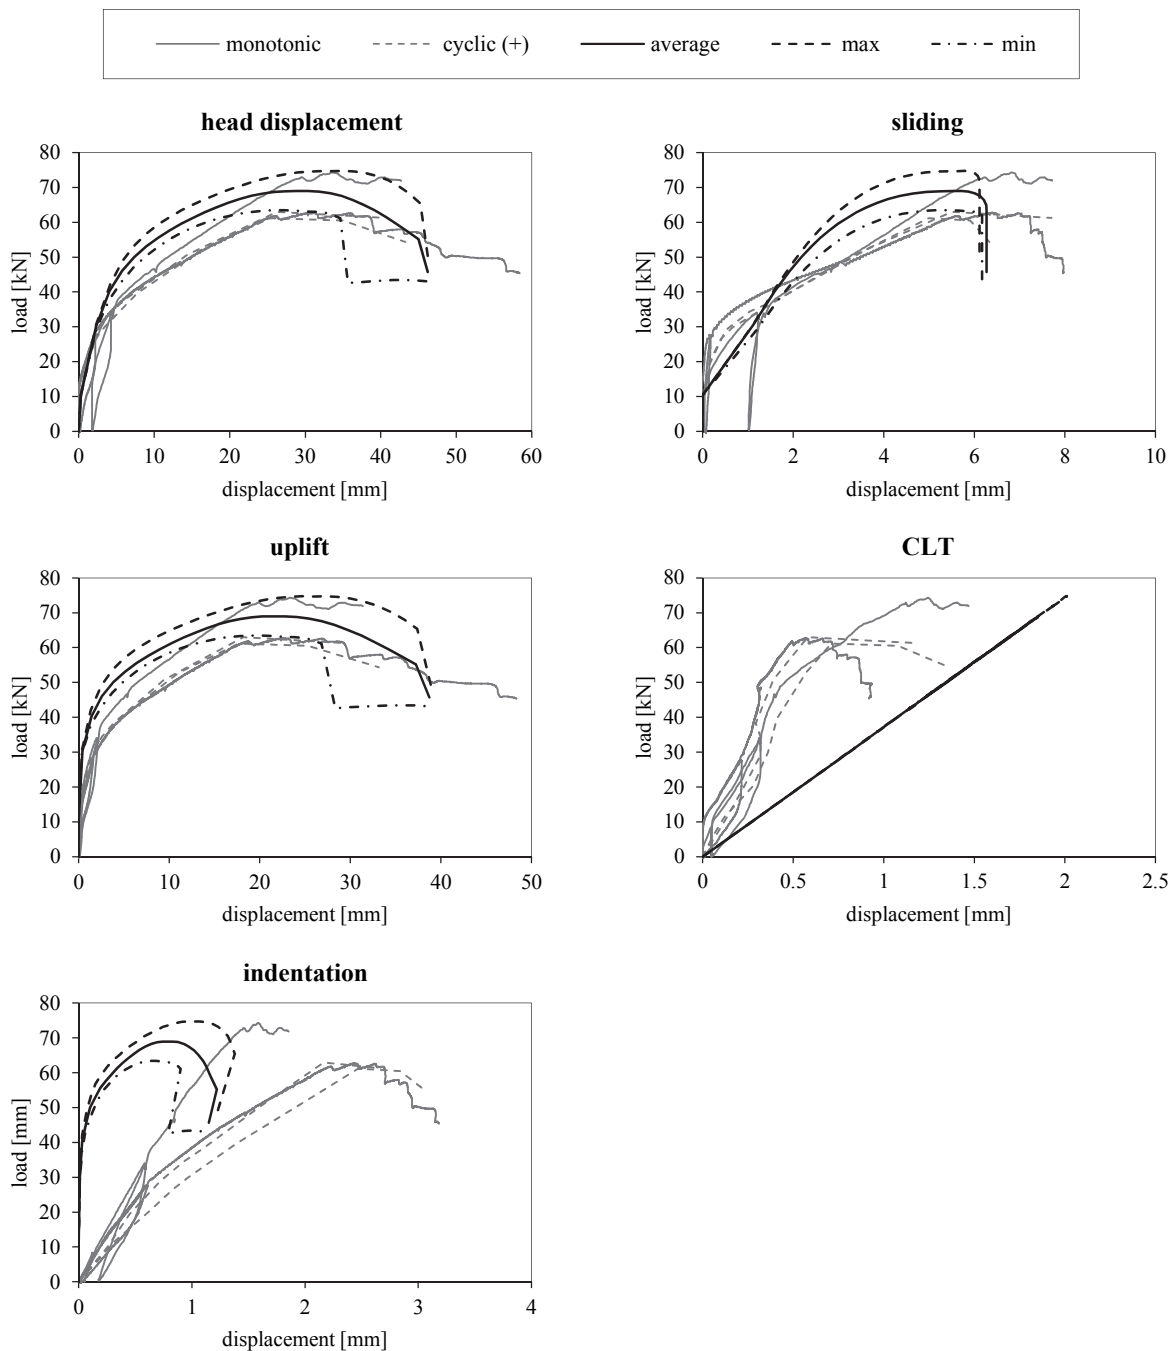 monotonic cyclic (+) average max min
head displacement
80
70
60
50
40
30
20
10
0
load [kN]
0 10 20 30 40 50 60
displacement [mm]
sliding
80
70
60
50
40
30
20
10
0
load [kN]
0 2 4 6 8 10
displacement [mm]
uplift
80
70
60
50
40
30
20
10
0
load [kN]
0 10 20 30 40 50
displacement [mm]
CLT
80
70
60
50
40
30
20
10
0
load [kN]
0 0.5 1 1.5 2 2.5
displacement [mm]
indentation
80
70
60
50
40
30
20
10
0
load [mm]
0 1 2 3 4
displacement [mm]